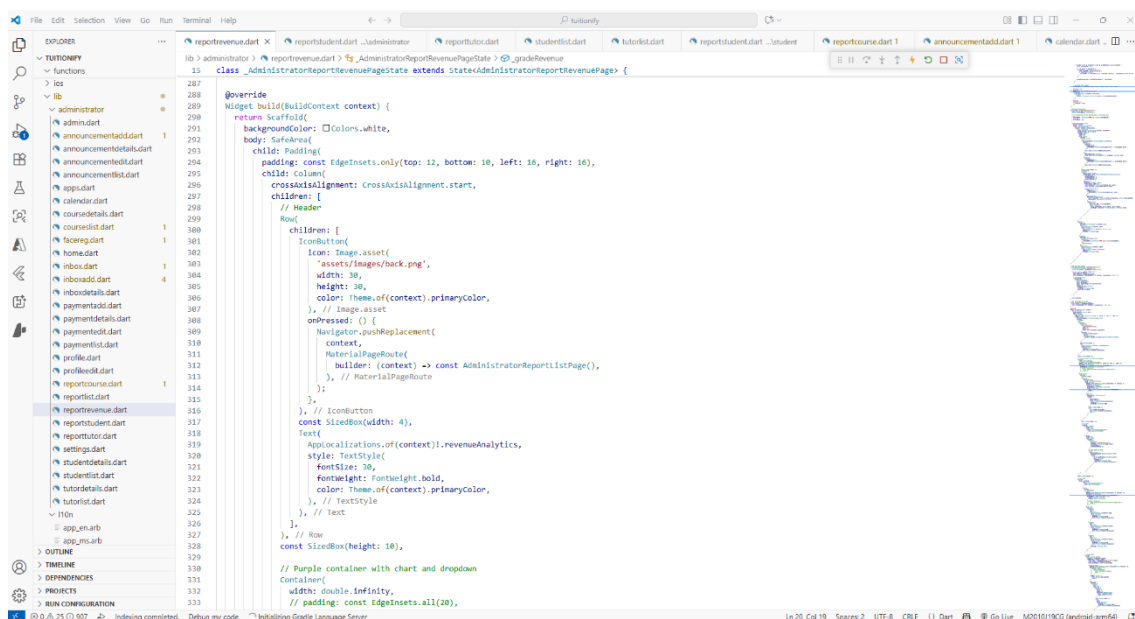 File Edit Selection View Go Run Terminal Help
tuitionify
EXPLORER
reportrevenue.dart
reportstudent.dart ...\administrator
reporttutor.dart
studentlist.dart
tutorlist.dart
reportstudent.dart ...\student
reportcourse.dart 1
announcementadd.dart 1
calendar.dart
TUITIONIFY
functions
ios
lib
administrator
admin.dart
announcementadd.dart 1
announcementdetails.dart
announcementedit.dart
announcementlist.dart
apps.dart
calendar.dart
coursedetails.dart
courseslist.dart 1
facereg.dart 1
home.dart
inbox.dart 1
inboxadd.dart 4
inboxdetails.dart
paymentadd.dart
paymentdetails.dart
paymentedit.dart
paymentlist.dart
profile.dart
profileedit.dart
reportcourse.dart 1
reportlist.dart
reportrevenue.dart
reportstudent.dart
reporttutor.dart
settings.dart
studentdetails.dart
studentlist.dart
tutordetails.dart
tutorlist.dart
l10n
app_en.arb
app_ms.arb
OUTLINE
TIMELINE
DEPENDENCIES
PROJECTS
RUN CONFIGURATION
lib > administrator > reportrevenue.dart > _AdministratorReportRevenuePageState > _gradeRevenue
15 class _AdministratorReportRevenuePageState extends State<AdministratorReportRevenuePage> {
287
288 @override
289 Widget build(BuildContext context) {
290 return Scaffold(
291 backgroundColor: Colors.white,
292 body: SafeArea(
293 child: Padding(
294 padding: const EdgeInsets.only(top: 12, bottom: 10, left: 16, right: 16),
295 child: Column(
296 crossAxisAlignment: CrossAxisAlignment.start,
297 children: [
298 // Header
299 Row(
300 children: [
301 IconButton(
302 icon: Image.asset(
303 'assets/images/back.png',
304 width: 30,
305 height: 30,
306 color: Theme.of(context).primaryColor,
307 ), // Image.asset
308 onPressed: () {
309 Navigator.pushReplacement(
310 context,
311 MaterialPageRoute(
312 builder: (context) => const AdministratorReportListPage(),
313 ), // MaterialPageRoute
314 );
315 },
316 ), // IconButton
317 const SizedBox(width: 4),
318 Text(
319 AppLocalizations.of(context)!.revenueAnalytics,
320 style: TextStyle(
321 fontSize: 30,
322 fontWeight: FontWeight.bold,
323 color: Theme.of(context).primaryColor,
324 ), // TextStyle
325 ), // Text
326 ],
327 ), // Row
328 const SizedBox(height: 10),
329
330 // Purple container with chart and dropdown
331 Container(
332 width: double.infinity,
333 // padding: const EdgeInsets.all(20),
0 25 907 Indexing completed. Debug my code Initializing Gradle Language Server Ln 20, Col 19 Spaces: 2 UTF-8 CRLF {} Dart Go Live M2010J19CG (android-arm64)